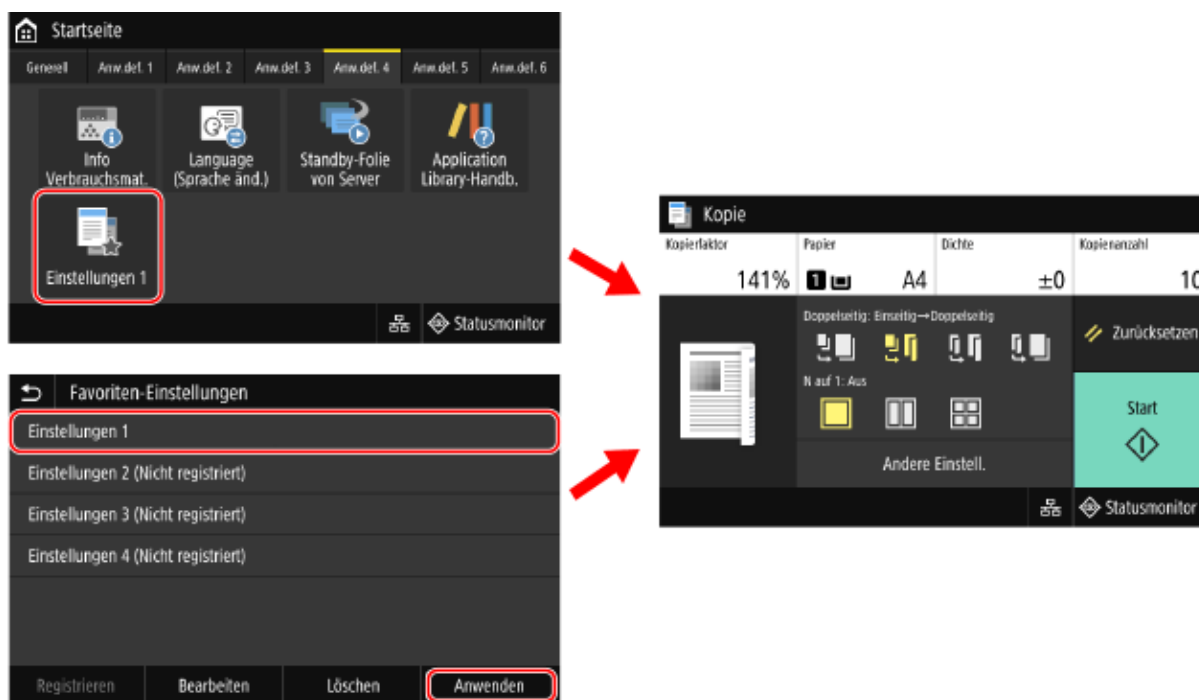 Startseite
Generell Anw.def. 1 Anw.def. 2 Anw.def. 3 Anw.def. 4 Anw.def. 5 Anw.def. 6
Info Verbrauchsmat.
Language (Sprache änd.)
Standby-Folie von Server
Application Library-Handb.
Einstellungen 1
Statusmonitor
Favoriten-Einstellungen
Einstellungen 1
Einstellungen 2 (Nicht registriert)
Einstellungen 3 (Nicht registriert)
Einstellungen 4 (Nicht registriert)
Registrieren Bearbeiten Löschen Anwenden
Kopie
Kopierfaktor Papier Dichte Kopienanzahl
141% 1 A4 ±0 10
Doppelseitig: Einseitig→Doppelseitig
N auf 1: Aus
Andere Einstell.
Zurücksetzen
Start
Statusmonitor